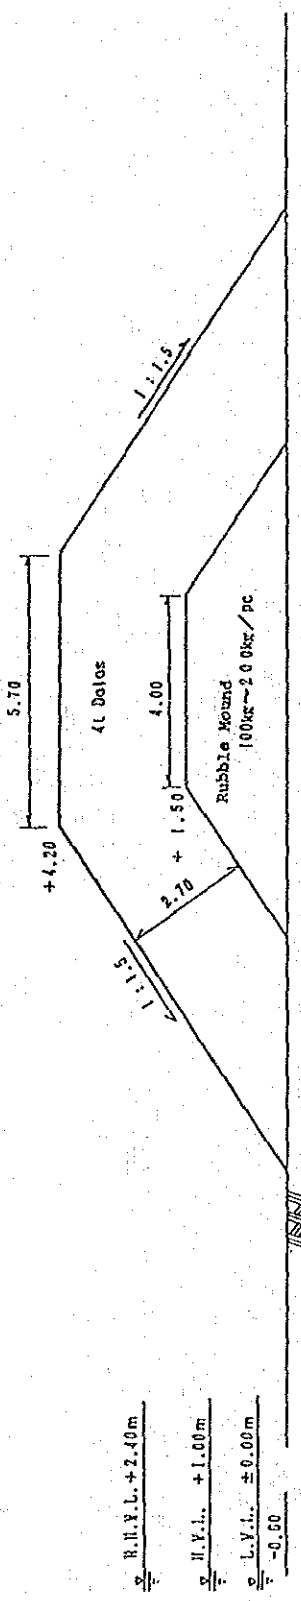 5.70
+4.20
4t Dolos
1 : 1.5
1 : 1.5
4.00
+ 1.50
2.70
Rubble Mound
100kg~200kg/pc
H.H.W.L. +2.40m
H.W.L. +1.00m
L.W.L. ±0.00m
-0.60